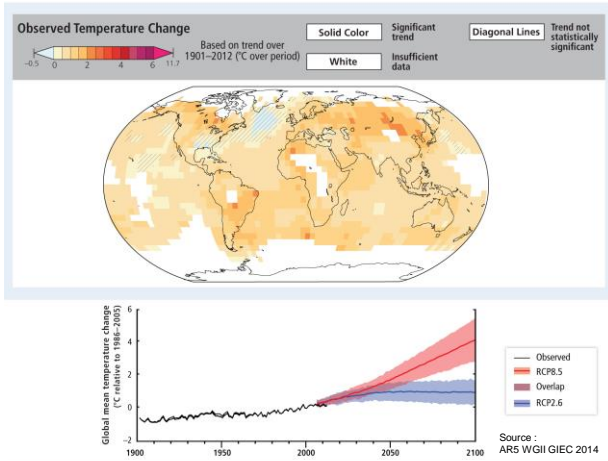 Observed Temperature Change
−0.5 0 2 4 6 11.7
Based on trend over
1901–2012 (°C over period)
Solid Color
Significant
trend
White
Insufficient
data
Diagonal Lines
Trend not
statistically
significant
Global mean temperature change
(°C relative to 1986–2005)
6
4
2
0
−2
1900 1950 2000 2050 2100
Observed
RCP8.5
Overlap
RCP2.6
Source :
AR5 WGII GIEC 2014